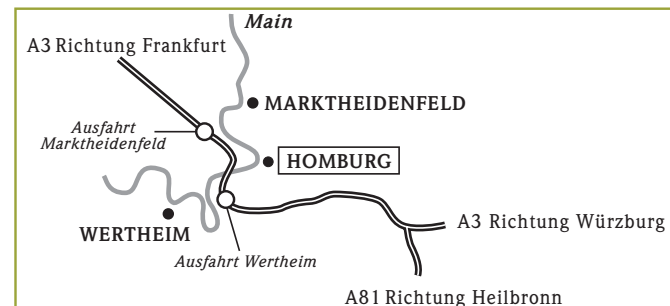 Main
A3 Richtung Frankfurt
MARKTHEIDENFELD
Ausfahrt
Marktheidenfeld
HOMBURG
WERTHEIM
A3 Richtung Würzburg
Ausfahrt Wertheim
A81 Richtung Heilbronn